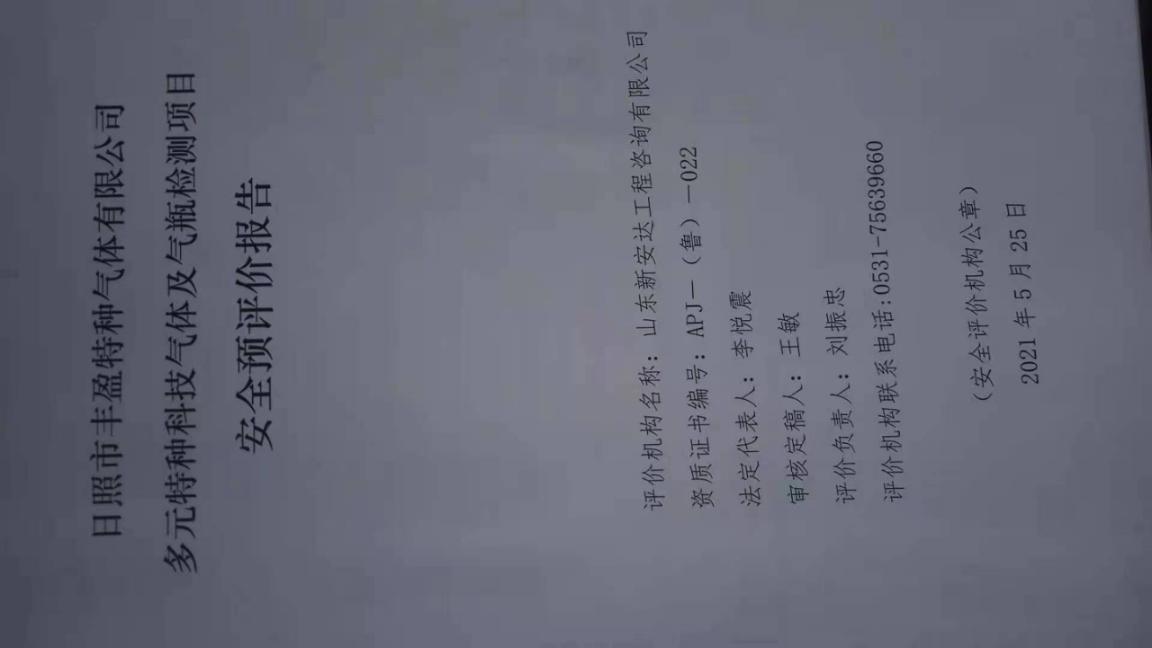 日照市丰盈特种气体有限公司
多元特种科技气体及气瓶检测项目
安全预评价报告
评价机构名称：山东新安达工程咨询有限公司
资质证书编号：APJ—（鲁）—022
法定代表人：李悦震
审核定稿人：王敏
评价负责人：刘振忠
评价机构联系电话:0531-75639660
（安全评价机构公章）
2021 年 5 月 25 日